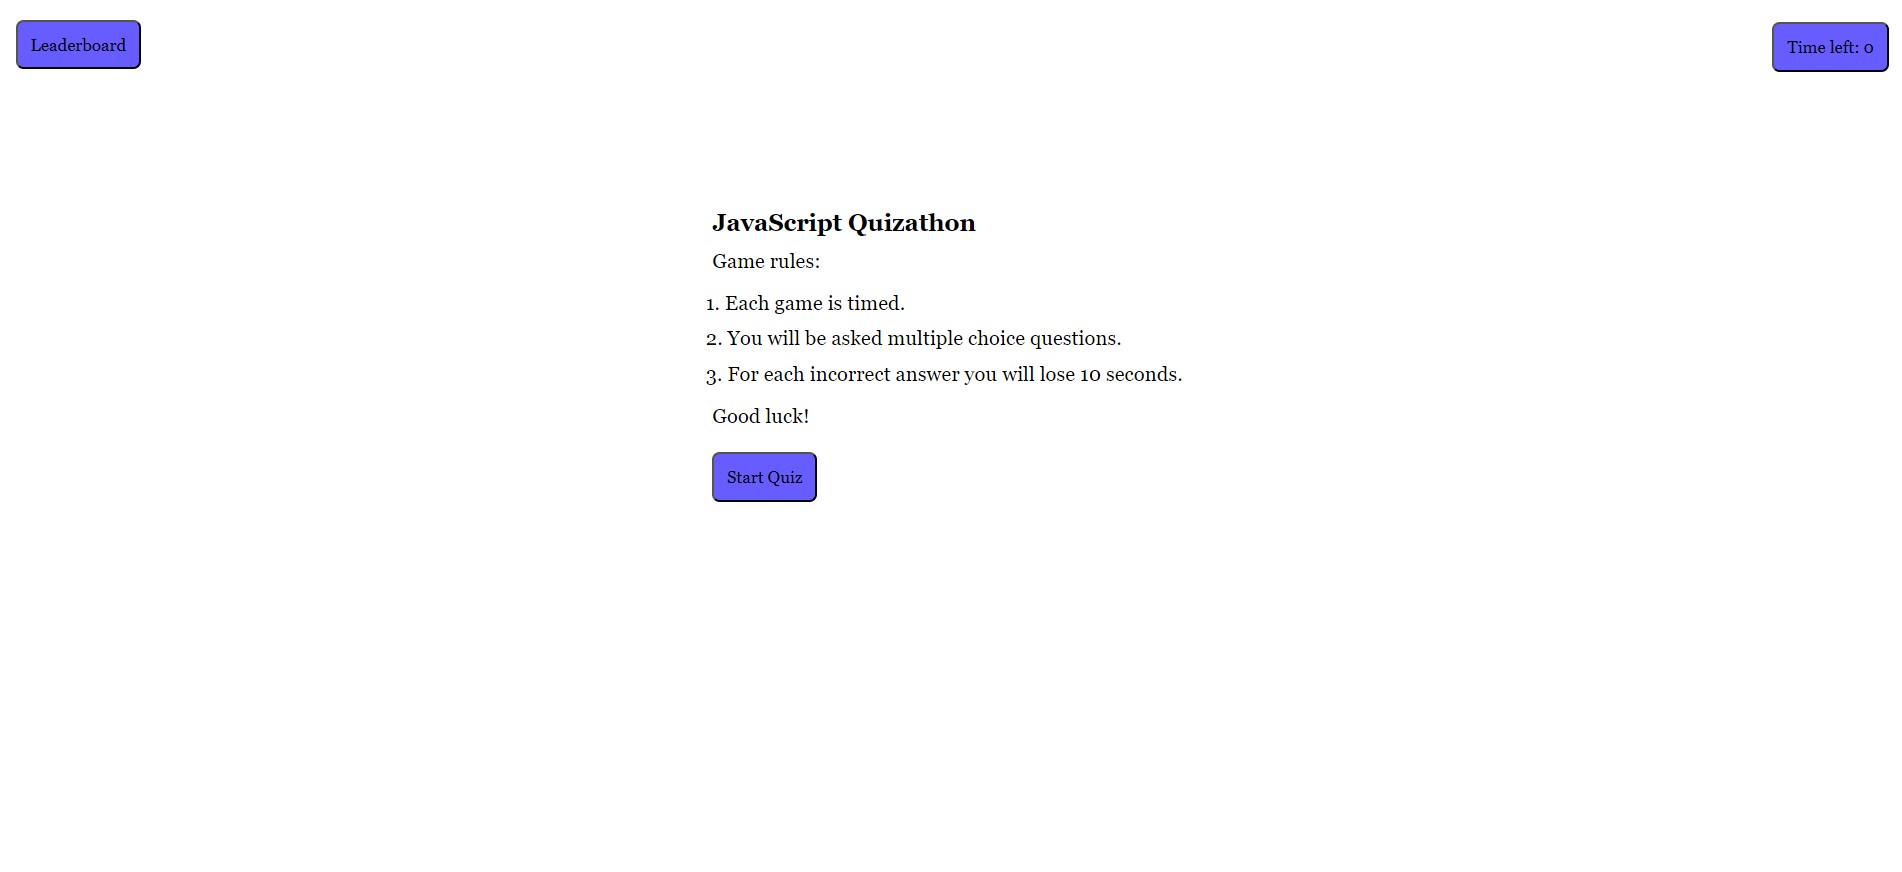 Leaderboard
Time left: 0
JavaScript Quizathon
Game rules:
1. Each game is timed.
2. You will be asked multiple choice questions.
3. For each incorrect answer you will lose 10 seconds.
Good luck!
Start Quiz